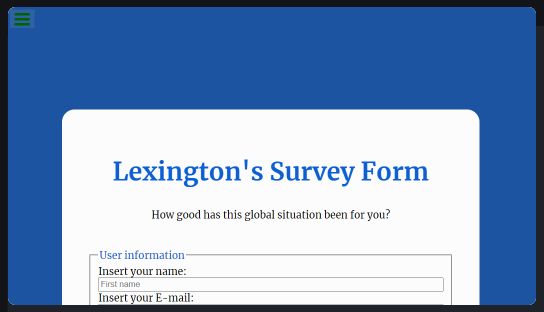 Lexington's Survey Form
How good has this global situation been for you?
User information
Insert your name:
First name
Insert your E-mail: